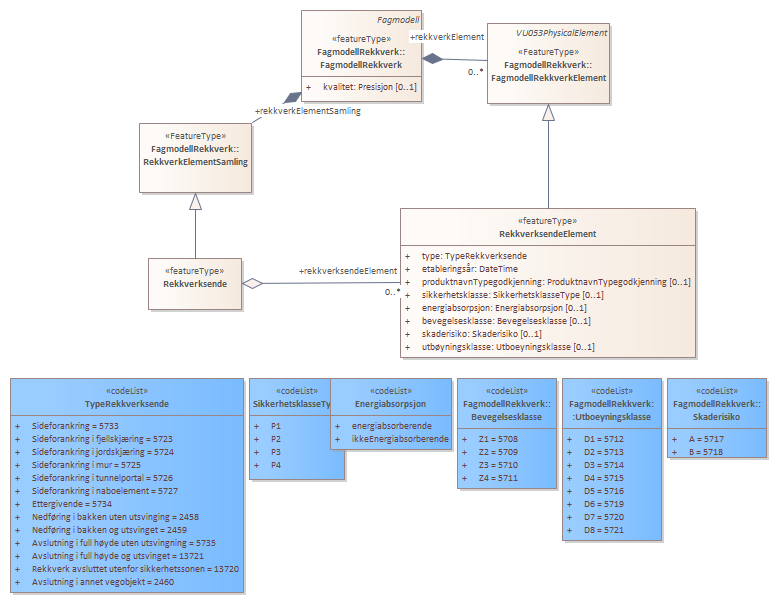 Fagmodell
«featureType»
FagmodellRekkverk::
FagmodellRekkverk
+ kvalitet: Presisjon [0..1]
+rekkverkElement
0..*
VU053PhysicalElement
«FeatureType»
FagmodellRekkverk::
FagmodellRekkverkElement
+rekkverkElementSamling
«FeatureType»
FagmodellRekkverk::
RekkverkElementSamling
«featureType»
Rekkverksende
+rekkverksendeElement
0..*
«featureType»
RekkverksendeElement
+ type: TypeRekkverksende
+ etableringsår: DateTime
+ produktnavnTypegodkjenning: ProduktnavnTypegodkjenning [0..1]
+ sikkerhetsklasse: SikkerhetsklasseType [0..1]
+ energiabsorpsjon: Energiabsorpsjon [0..1]
+ bevegelsesklasse: Bevegelsesklasse [0..1]
+ skaderisiko: Skaderisiko [0..1]
+ utbøyningsklasse: Utboeyningsklasse [0..1]
«codeList»
TypeRekkverksende
+ Sideforankring = 5733
+ Sideforankring i fjellskjæring = 5723
+ Sideforankring i jordskjæring = 5724
+ Sideforankring i mur = 5725
+ Sideforankring i tunnelportal = 5726
+ Sideforankring i naboelement = 5727
+ Ettergivende = 5734
+ Nedføring i bakken uten utsvinging = 2458
+ Nedføring i bakken og utsvinget = 2459
+ Avslutning i full høyde uten utsvingning = 5735
+ Avslutning i full høyde og utsvinget = 13721
+ Rekkverk avsluttet utenfor sikkerhetssonen = 13720
+ Avslutning i annet vegobjekt = 2460
«codeList»
SikkerhetsklasseTy
+ P1
+ P2
+ P3
+ P4
«codeList»
Energiabsorpsjon
+ energiabsorberende
+ ikkeEnergiabsorberende
«codeList»
FagmodellRekkverk::
Bevegelsesklasse
+ Z1 = 5708
+ Z2 = 5709
+ Z3 = 5710
+ Z4 = 5711
«codeList»
FagmodellRekkverk:
:Utboeyningsklasse
+ D1 = 5712
+ D2 = 5713
+ D3 = 5714
+ D4 = 5715
+ D5 = 5716
+ D6 = 5719
+ D7 = 5720
+ D8 = 5721
«codeList»
FagmodellRekkverk::
Skaderisiko
+ A = 5717
+ B = 5718